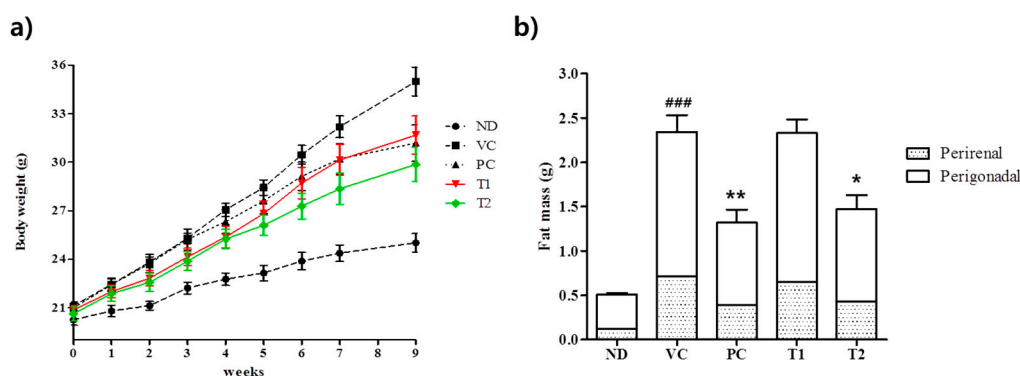 a)
Body weight (g)
36
33
30
27
24
21
0 1 2 3 4 5 6 7 8 9
weeks
ND
VC
PC
T1
T2
b)
Fat mass (g)
3.0
2.5
2.0
1.5
1.0
0.5
0.0
###
**
*
ND VC PC T1 T2
Perirenal
Perigonadal